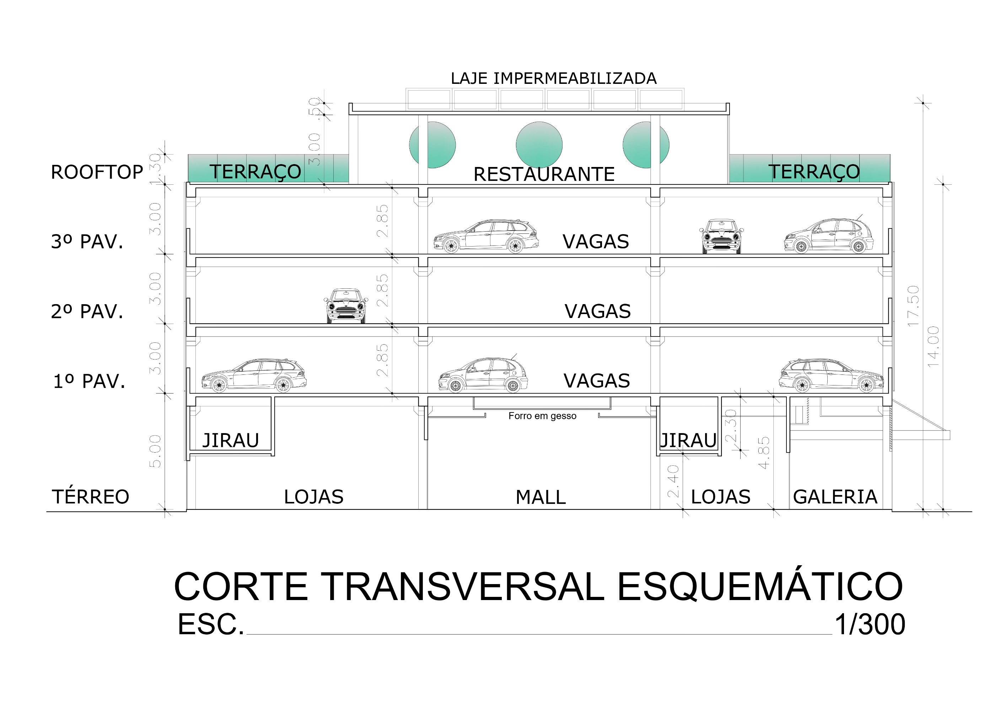 LAJE IMPERMEABILIZADA
.50
3.00
1.30
ROOFTOP
TERRAÇO
RESTAURANTE
TERRAÇO
3.00
2.85
3º PAV.
VAGAS
3.00
2.85
2º PAV.
VAGAS
17.50
14.00
3.00
2.85
1º PAV.
VAGAS
Forro em gesso
JIRAU
JIRAU
2.30
5.00
4.85
2.40
TÉRREO
LOJAS
MALL
LOJAS
GALERIA
CORTE TRANSVERSAL ESQUEMÁTICO
ESC. 1/300